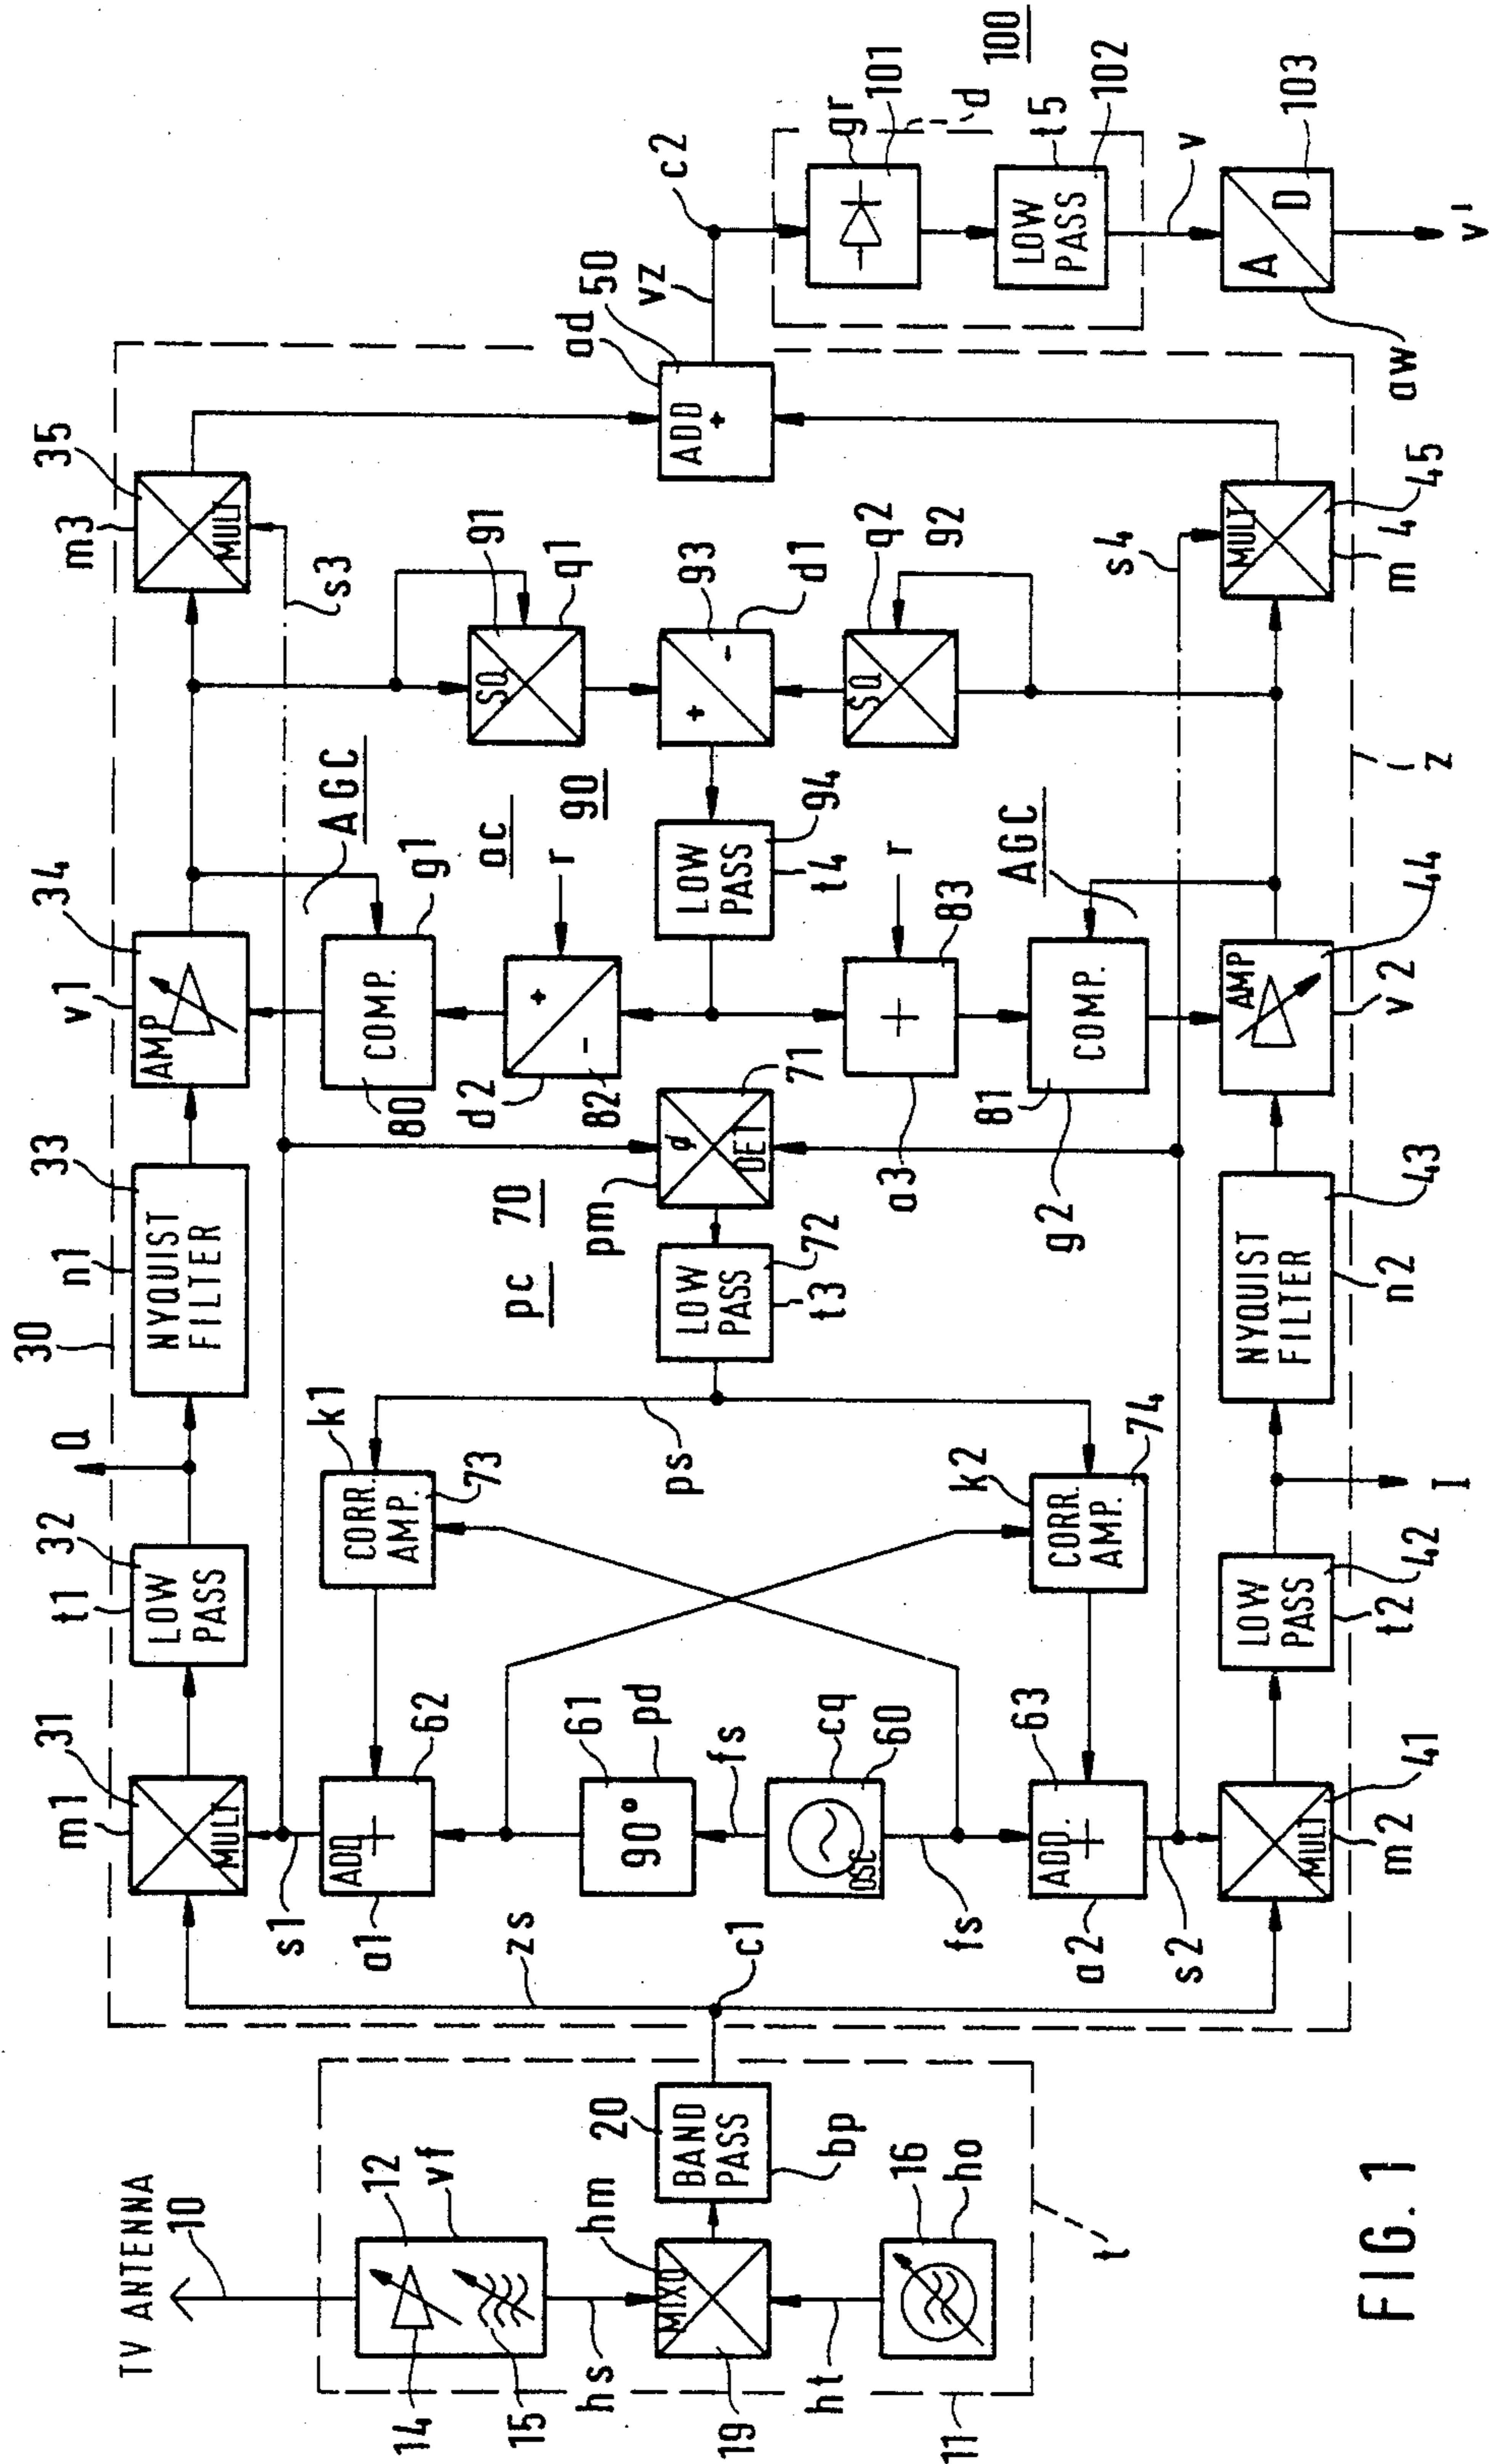 TV ANTENNA
10
12
vf
14
15
hs
MIXD
hm
19
ht
16
ho
11
t
20
BAND
PASS
bp
c1
zs
30
m1
31
MULT
s1
t1
32
LOW
PASS
Q
n1
33
NYQUIST
FILTER
v1
34
AMP
m3
35
MULT
s3
ADD
a1
62
61
90°
pd
fs
cq
60
OSC
fs
ADD.
63
a2
s2
k1
CORR.
AMP.
73
ps
k2
CORR.
AMP.
74
pc
70
pm
ø
DET
71
LOW
PASS
72
t3
COMP.
80
g1
AGC
d2
+
-
82
r
ac
90
LOW
PASS
94
t4
r
83
a3
COMP.
81
g2
AGC
SQ
91
q1
+
-
93
d1
SQ
q2
92
s4
m2
MULT
41
LOW
PASS
t2
42
I
NYQUIST
FILTER
n2
43
AMP
v2
44
MULT
m
4
45
z
ADD
+
ad
50
vz
c2
100
gr
101
d
LOW
PASS
t5
102
v
A
D
103
aw
v'
FIG. 1